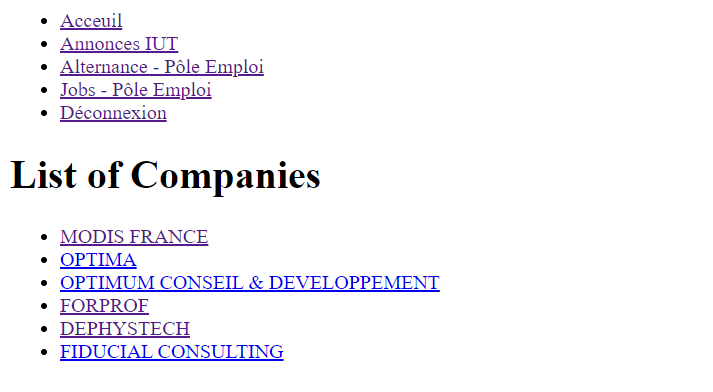 Acceuil
Annonces IUT
Alternance - Pôle Emploi
Jobs - Pôle Emploi
Déconnexion
List of Companies
MODIS FRANCE
OPTIMA
OPTIMUM CONSEIL & DEVELOPPEMENT
FORPROF
DEPHYSTECH
FIDUCIAL CONSULTING